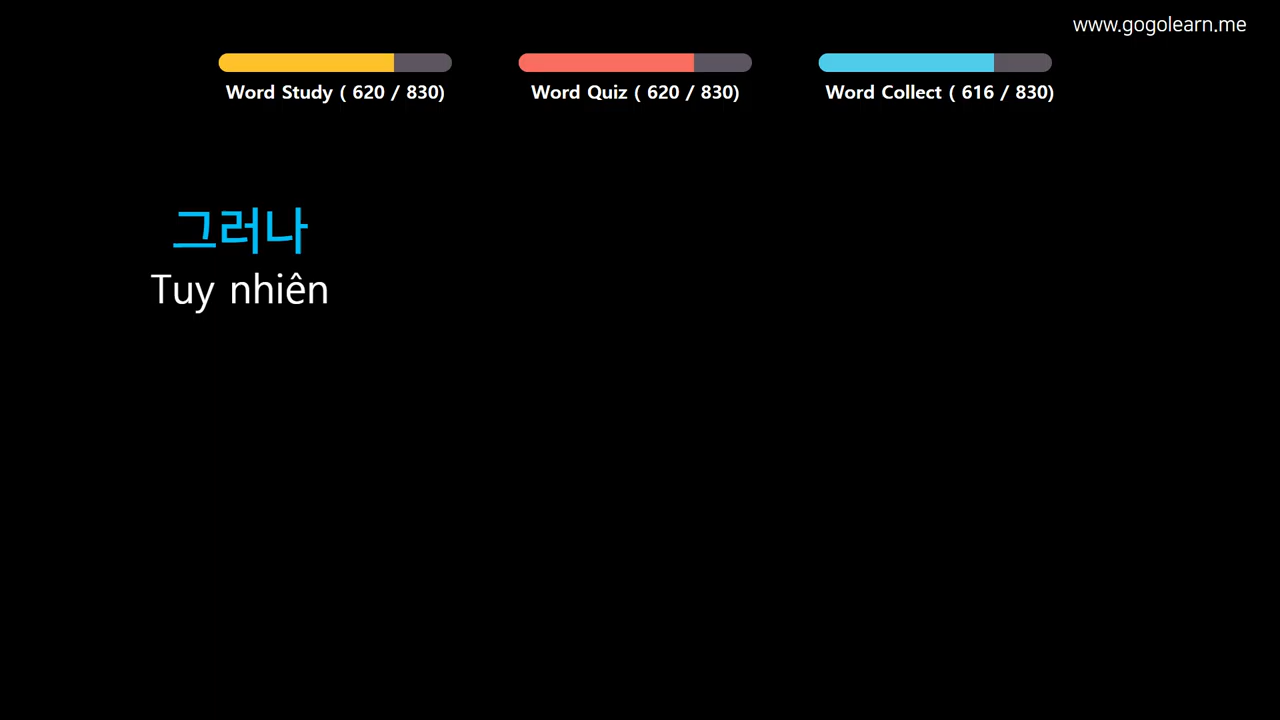 www.gogolearn.me
Word Study ( 620 / 830)
Word Quiz ( 620 / 830)
Word Collect ( 616 / 830)
그러나
Tuy nhiên